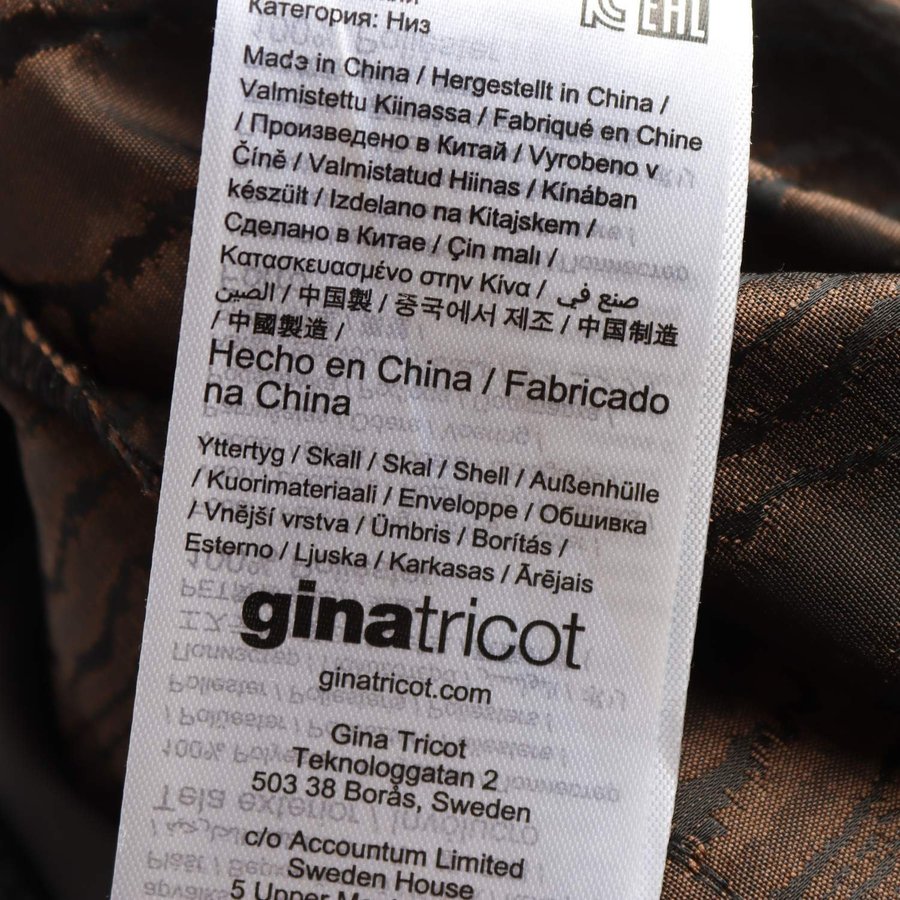 Категория: Низ
EAC
Made in China / Hergestellt in China /
Valmistettu Kiinassa / Fabriqué en Chine
/ Произведено в Китай / Vyrobeno v
Číně / Valmistatud Hiinas / Kínában
készült / Izdelano na Kitajskem /
Сделано в Китае / Çin malı /
Κατασκευασμένο στην Κίνα / صنع في
الصين / 中国製 / 중국에서 제조 / 中国制造
/ 中國製造 /
Hecho en China / Fabricado
na China
Yttertyg / Skall / Skal / Shell / Außenhülle
/ Kuorimateriaali / Enveloppe / Обшивка
/ Vnější vrstva / Ümbris / Borítás /
Esterno / Ljuska / Karkasas / Ārējais
ginatricot
ginatricot.com
Gina Tricot
Teknologgatan 2
503 38 Borås, Sweden
c/o Accountum Limited
Sweden House
5 Upper